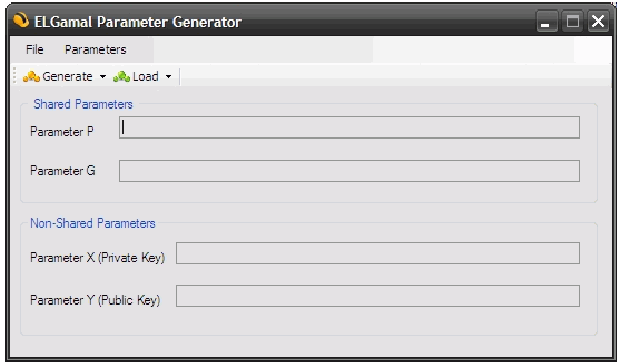 ELGamal Parameter Generator
File Parameters
Generate Load
Shared Parameters
Parameter P
Parameter G
Non-Shared Parameters
Parameter X (Private Key)
Parameter Y (Public Key)